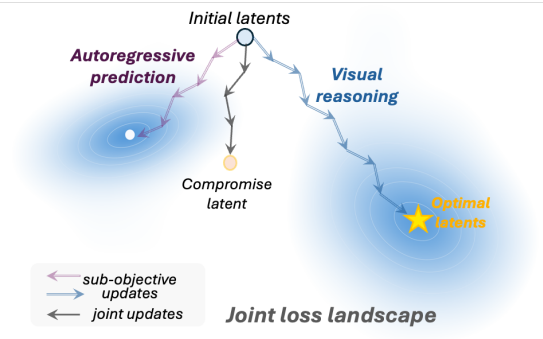 Initial latents
Autoregressive
prediction
Visual
reasoning
Compromise
latent
Optimal
latents
sub-objective
updates
joint updates
Joint loss landscape